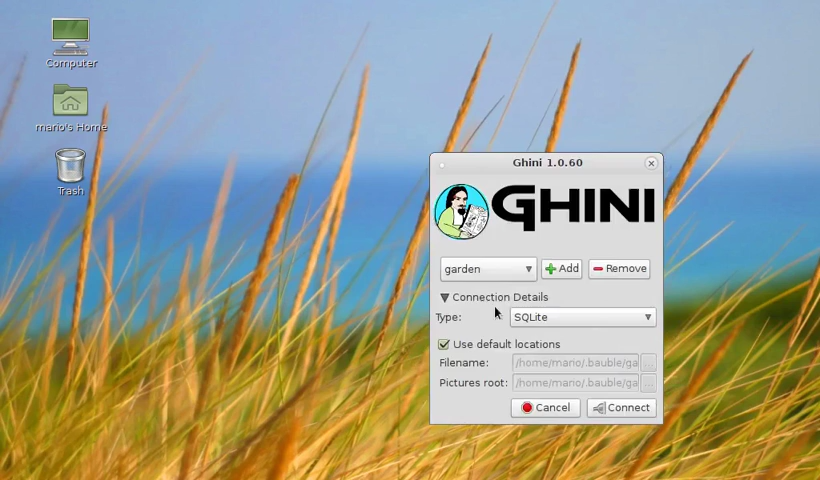 Computer
mario's Home
Trash
Ghini 1.0.60
GHINI
garden
Add
Remove
Connection Details
Type:
SQLite
Use default locations
Filename:
/home/mario/.bauble/ga
...
Pictures root:
/home/mario/.bauble/ga
...
Cancel
Connect